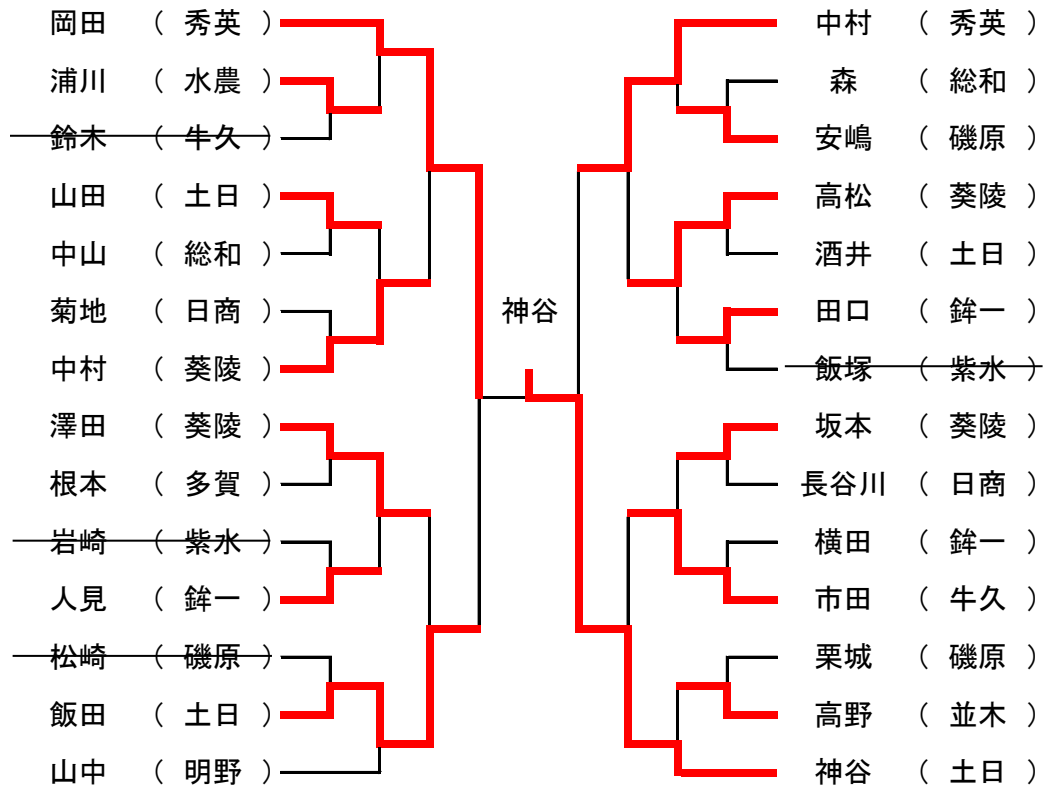 岡田 （ 秀英 ）
浦川 （ 水農 ）
鈴木 （ 牛久 ）
山田 （ 土日 ）
中山 （ 総和 ）
菊地 （ 日商 ）
中村 （ 葵陵 ）
澤田 （ 葵陵 ）
根本 （ 多賀 ）
岩崎 （ 紫水 ）
人見 （ 鉾一 ）
松崎 （ 磯原 ）
飯田 （ 土日 ）
山中 （ 明野 ）
神谷
中村 （ 秀英 ）
森 （ 総和 ）
安嶋 （ 磯原 ）
高松 （ 葵陵 ）
酒井 （ 土日 ）
田口 （ 鉾一 ）
飯塚 （ 紫水 ）
坂本 （ 葵陵 ）
長谷川 （ 日商 ）
横田 （ 鉾一 ）
市田 （ 牛久 ）
栗城 （ 磯原 ）
高野 （ 並木 ）
神谷 （ 土日 ）